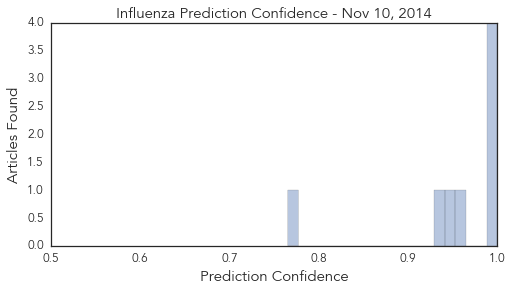 Influenza Prediction Confidence - Nov 10, 2014
4.0
3.5
3.0
2.5
2.0
1.5
1.0
0.5
0.0
Articles Found
0.5 0.6 0.7 0.8 0.9 1.0
Prediction Confidence